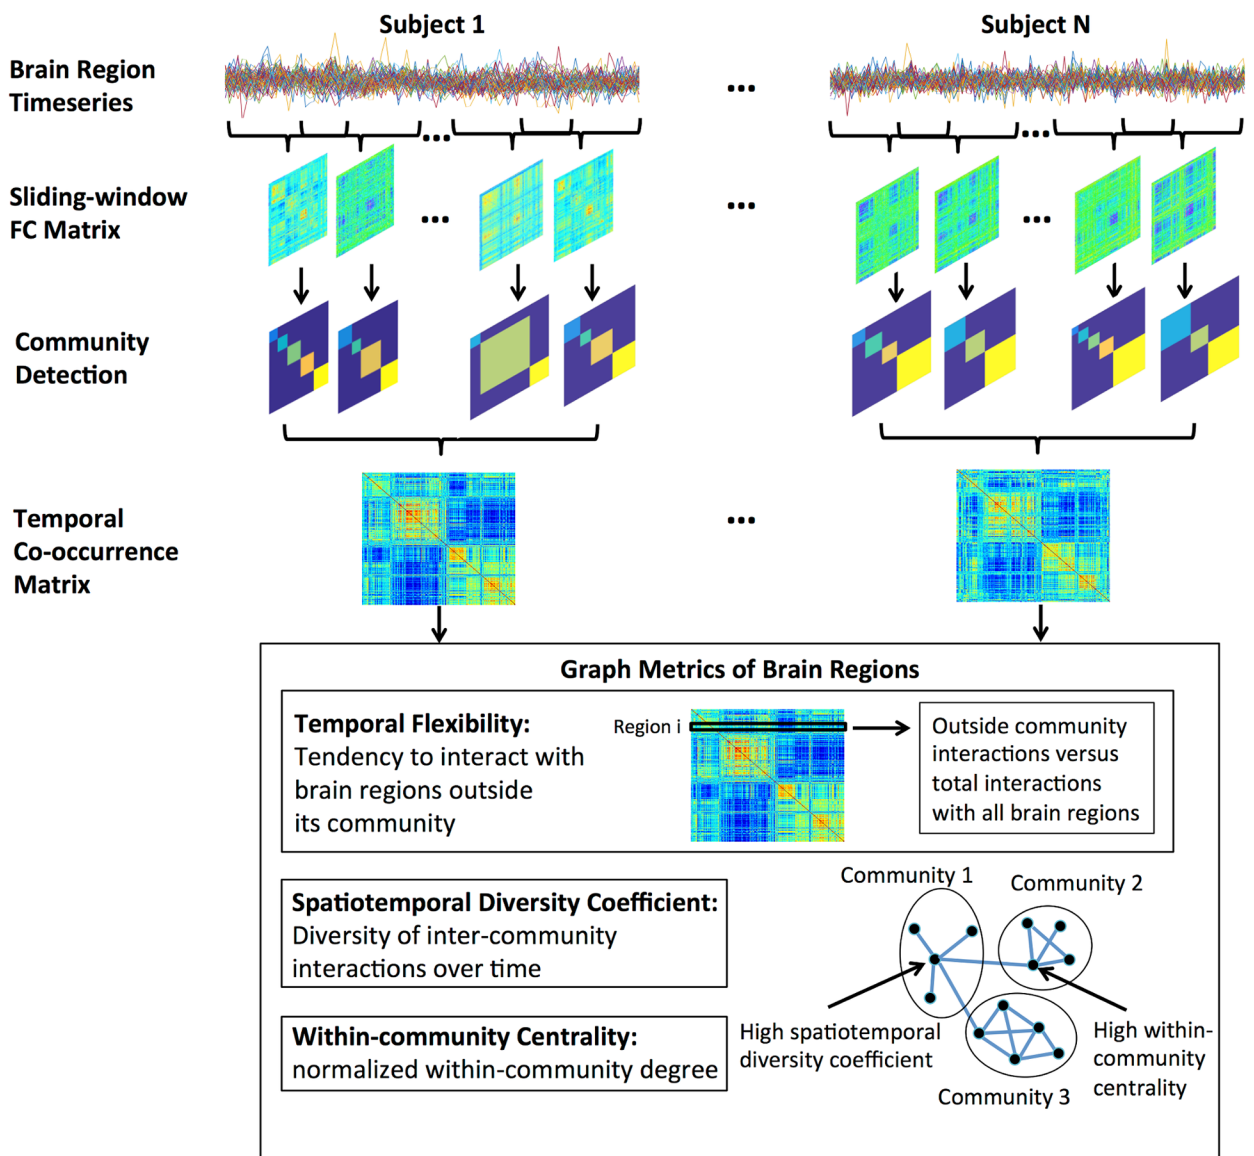 Subject 1
Subject N
Brain Region
Timeseries
...
...
...
Sliding-window
FC Matrix
...
...
...
Community
Detection
Temporal
Co-occurrence
Matrix
...
Graph Metrics of Brain Regions
Temporal Flexibility:
Tendency to interact with
brain regions outside
its community
Region i
Outside community
interactions versus
total interactions
with all brain regions
Spatiotemporal Diversity Coefficient:
Diversity of inter-community
interactions over time
Within-community Centrality:
normalized within-community degree
Community 1
Community 2
High spatiotemporal
diversity coefficient
High within-
community
centrality
Community 3